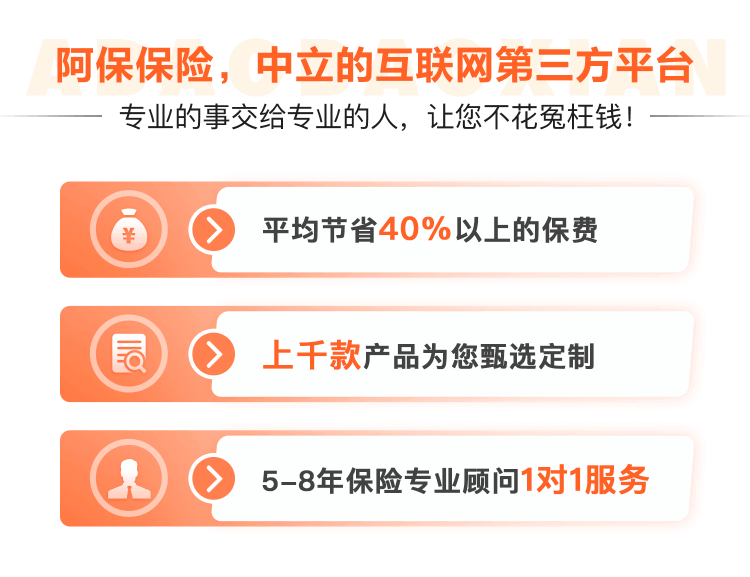 ABAOBAOXIAN
阿保保险，中立的互联网第三方平台
专业的事交给专业的人，让您不花冤枉钱！
¥
平均节省40%以上的保费
上千款产品为您甄选定制
5-8年保险专业顾问1对1服务